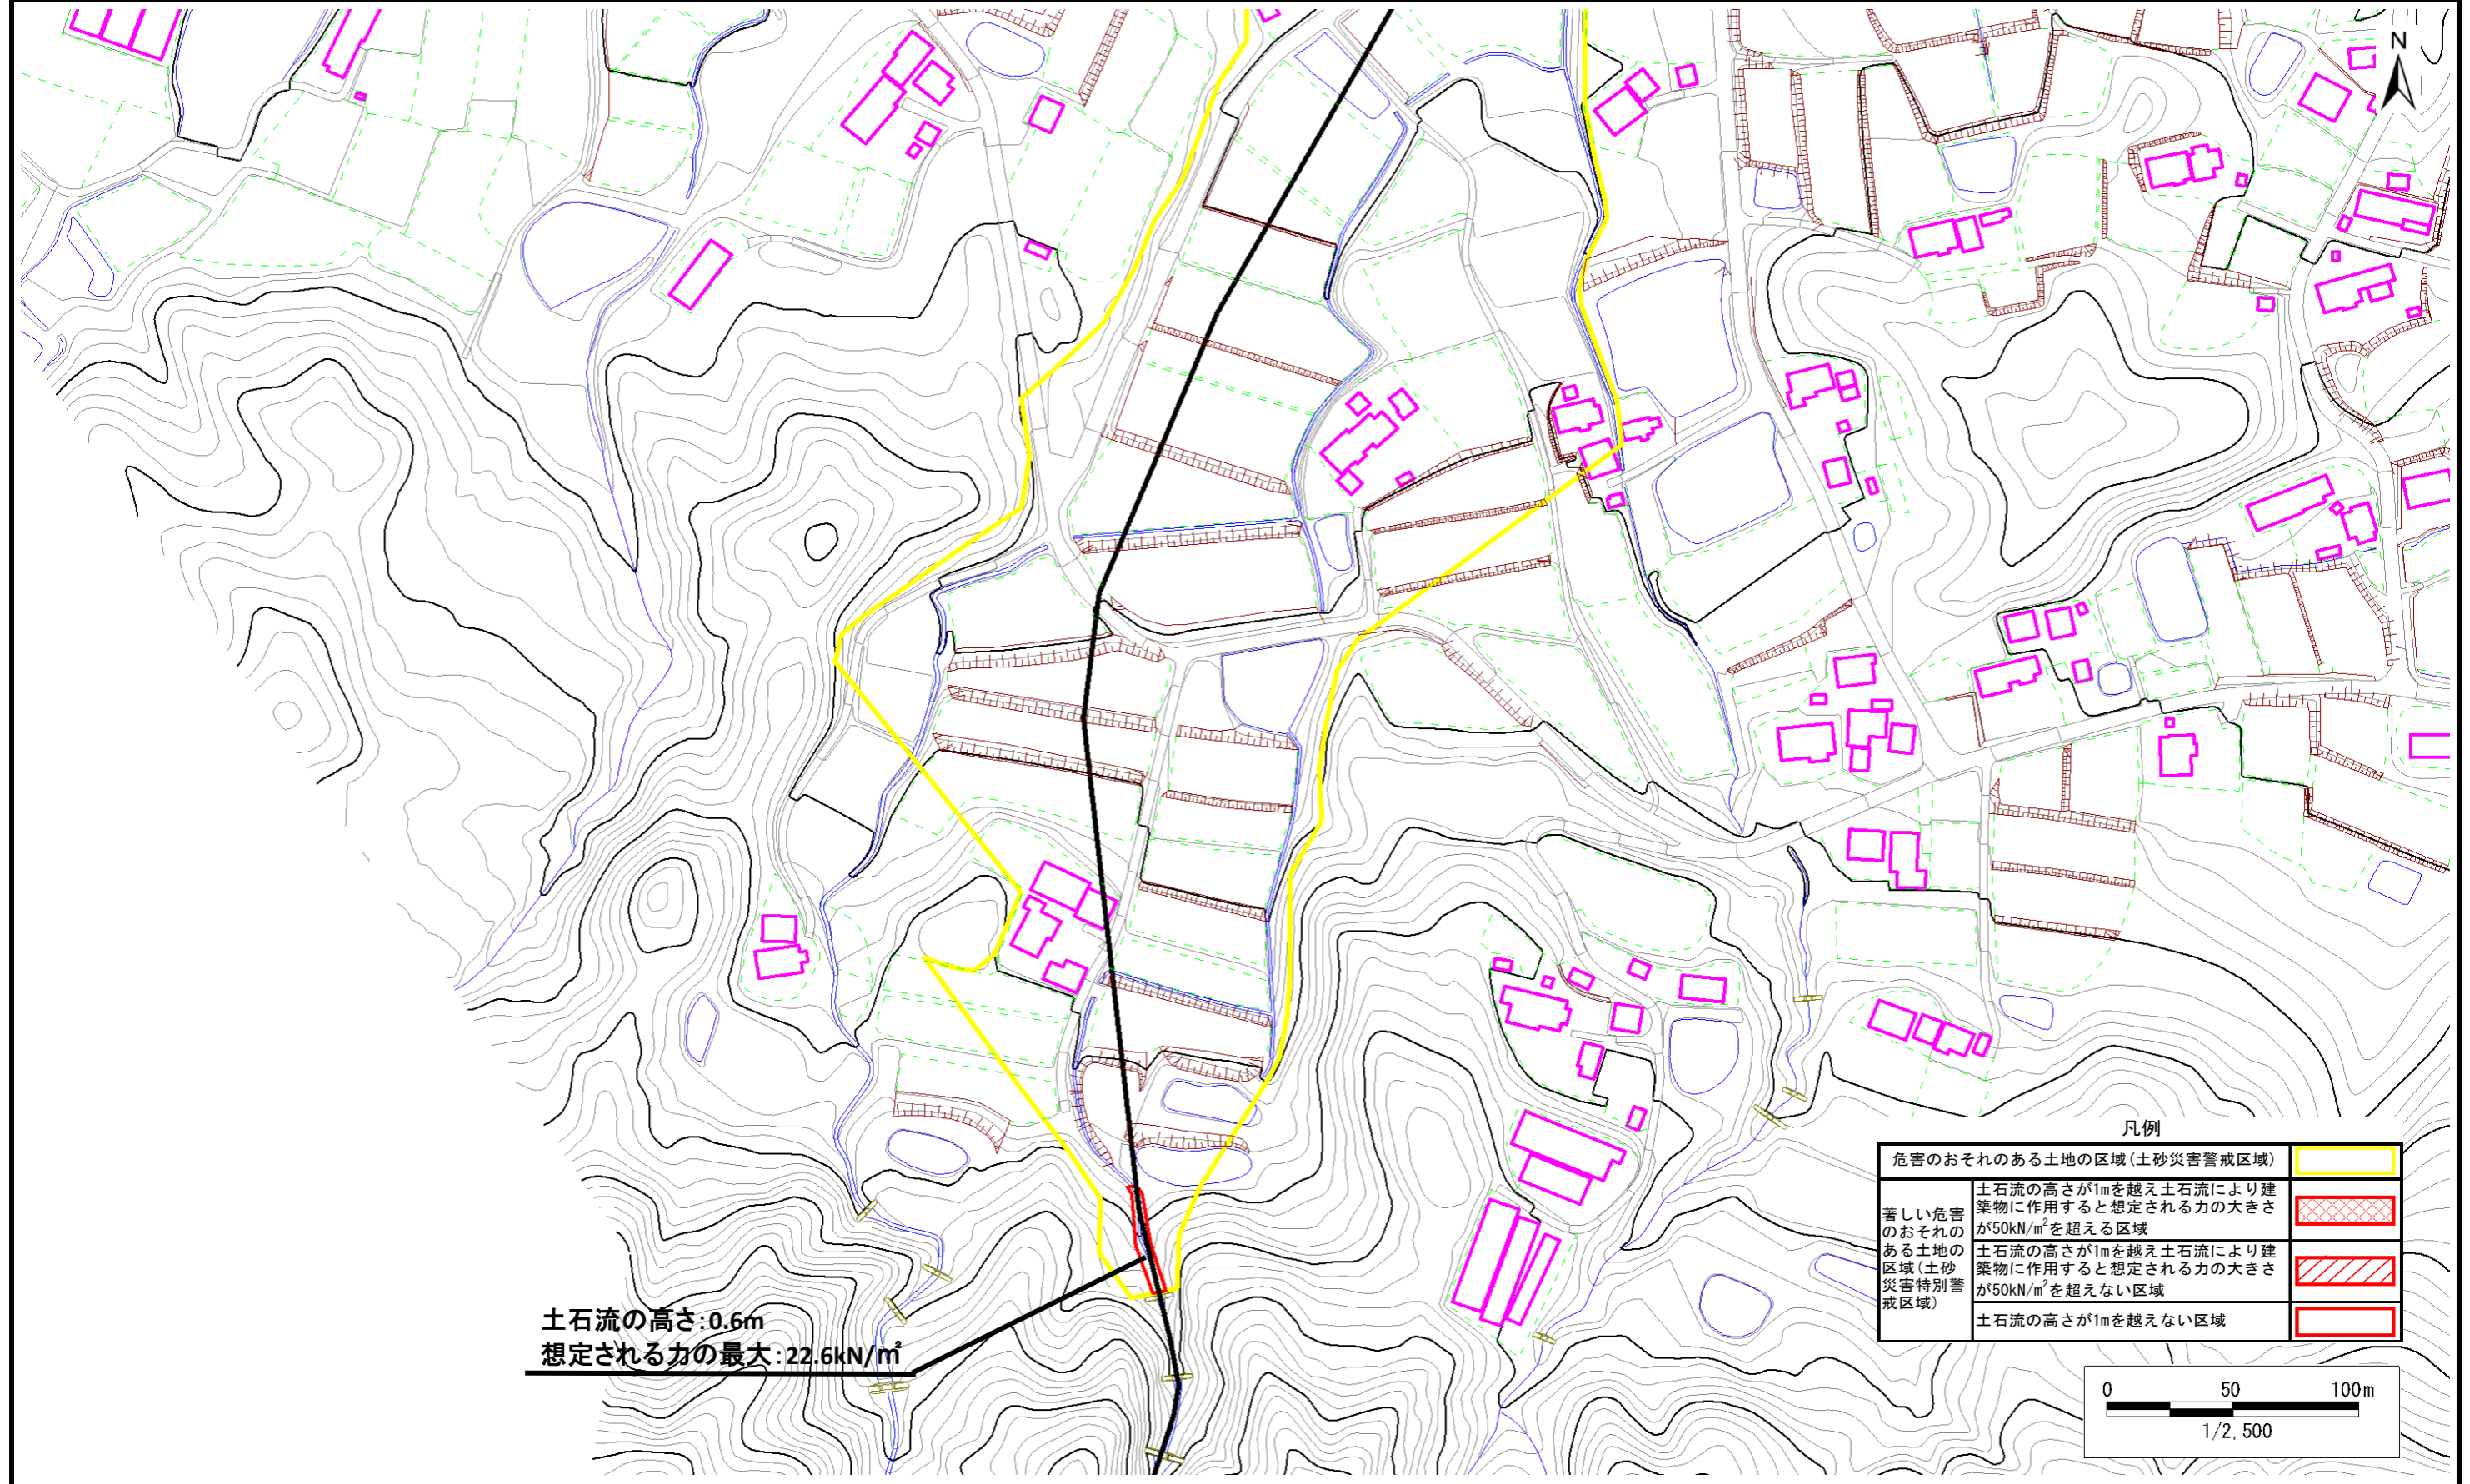 N
凡例
危害のおそれのある土地の区域(土砂災害警戒区域)
著しい危害
のおそれの
ある土地の
区域(土砂
災害特別警
戒区域)
土石流の高さが1mを越え土石流により建
築物に作用すると想定される力の大きさ
が50kN/m²を超える区域
土石流の高さが1mを越え土石流により建
築物に作用すると想定される力の大きさ
が50kN/m²を超えない区域
土石流の高さが1mを越えない区域
土石流の高さ:0.6m
想定される力の最大:22.6kN/㎡
0 50 100m
1/2,500